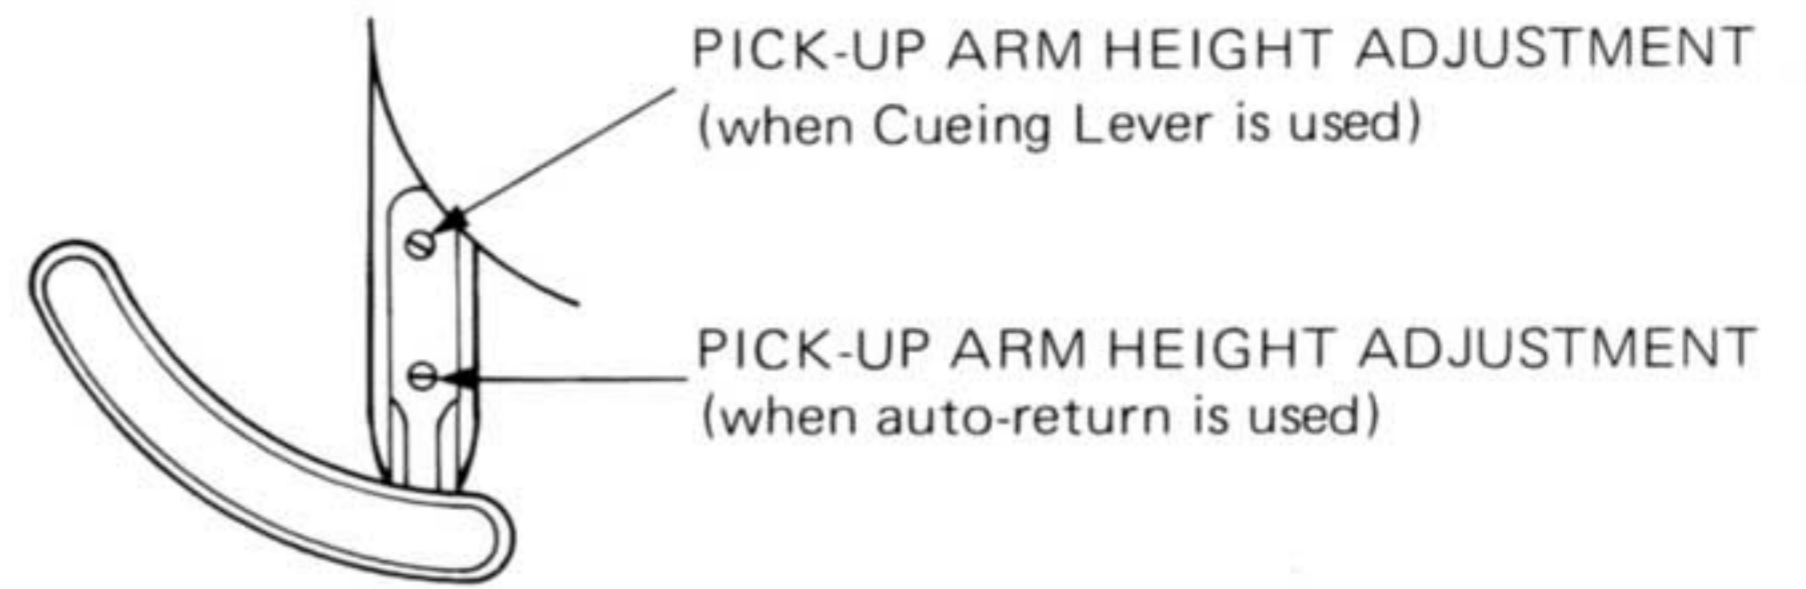 PICK-UP ARM HEIGHT ADJUSTMENT
(when Cueing Lever is used)
PICK-UP ARM HEIGHT ADJUSTMENT
(when auto-return is used)